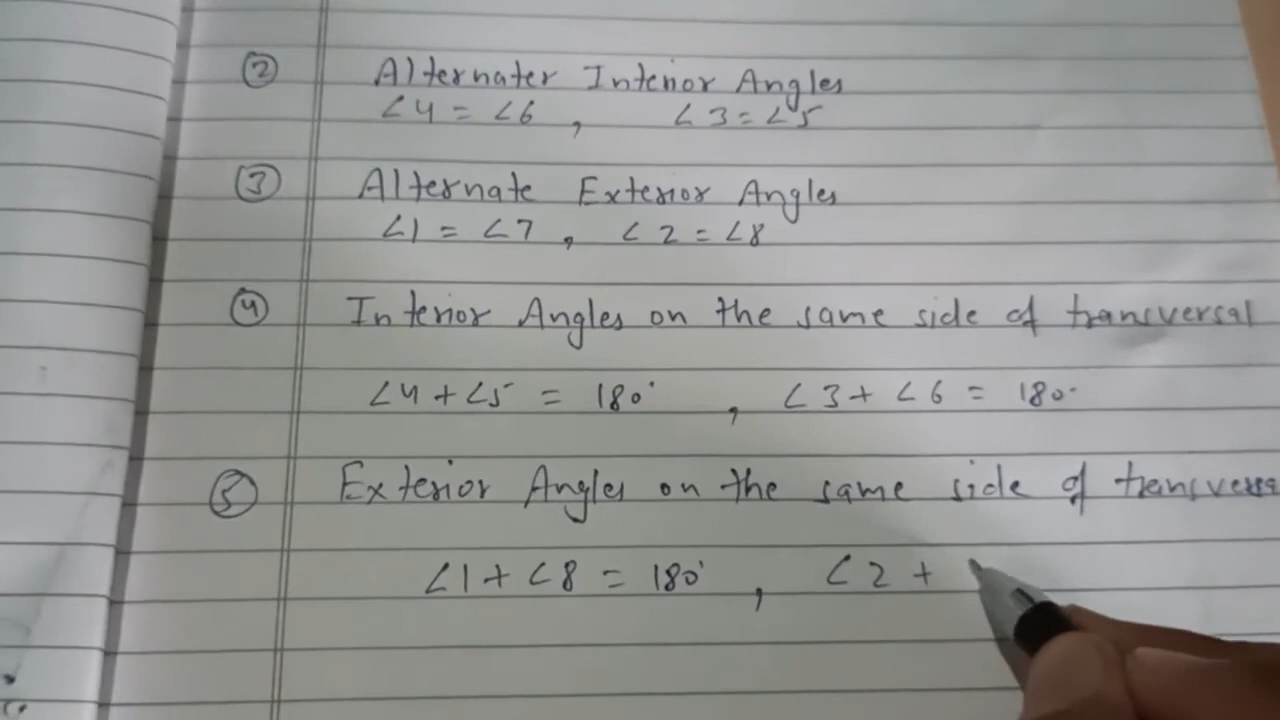 ② Alternater Interior Angles
∠4 = ∠6 , ∠3 = ∠5
③ Alternate Exterior Angles
∠1 = ∠7 , ∠2 = ∠8
④ Interior Angles on the same side of transversal
∠4 + ∠5 = 180° , ∠3 + ∠6 = 180°
⑤ Exterior Angles on the same side of transversa
∠1 + ∠8 = 180° , ∠2 +